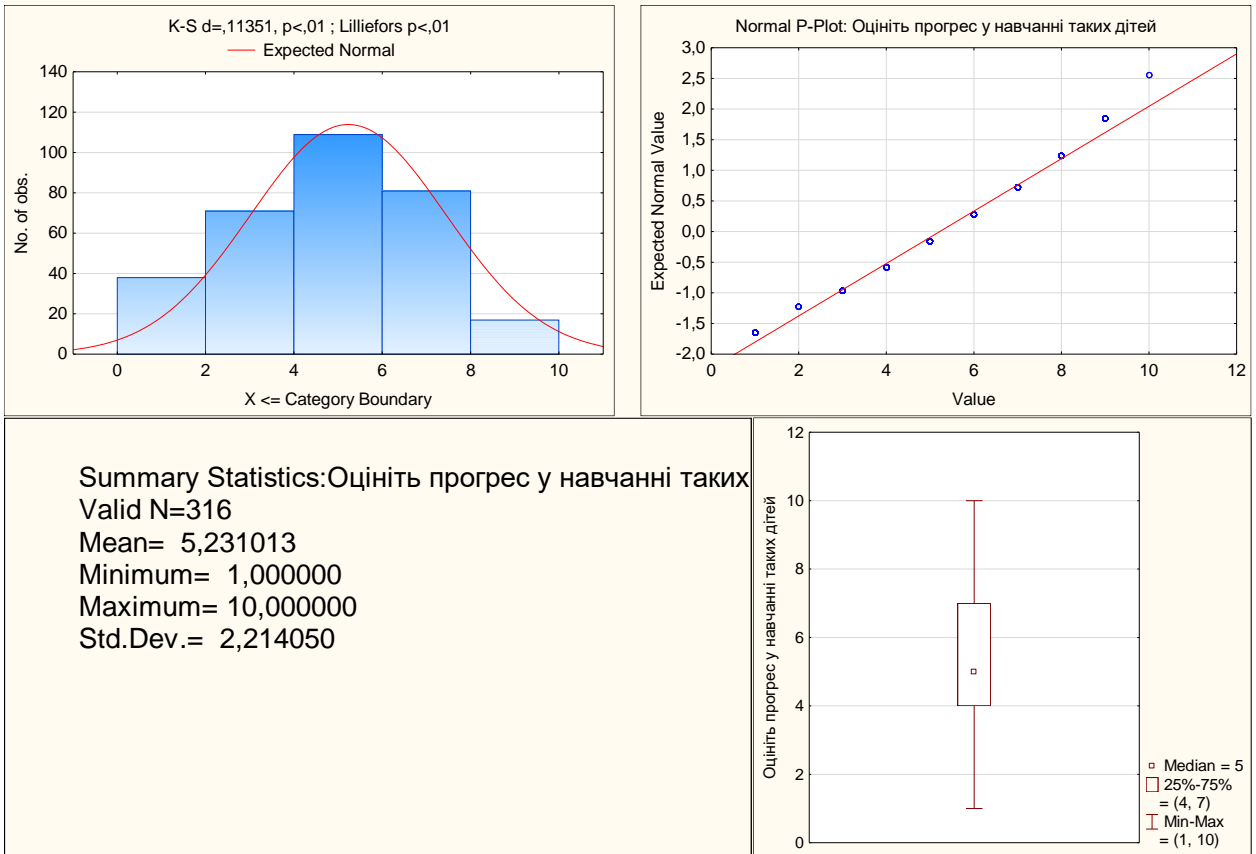 K-S d=,11351, p<,01 ; Lilliefors p<,01
Expected Normal
140
120
100
80
60
40
20
0
No. of obs.
0 2 4 6 8 10
X <= Category Boundary
Normal P-Plot: Оцініть прогрес у навчанні таких дітей
3,0
2,5
2,0
1,5
1,0
0,5
0,0
-0,5
-1,0
-1,5
-2,0
Expected Normal Value
0 2 4 6 8 10 12
Value
Summary Statistics:Оцініть прогрес у навчанні таких
Valid N=316
Mean= 5,231013
Minimum= 1,000000
Maximum= 10,000000
Std.Dev.= 2,214050
12
10
8
6
4
2
0
Оцініть прогрес у навчанні таких дітей
Median = 5
25%-75%
= (4, 7)
Min-Max
= (1, 10)